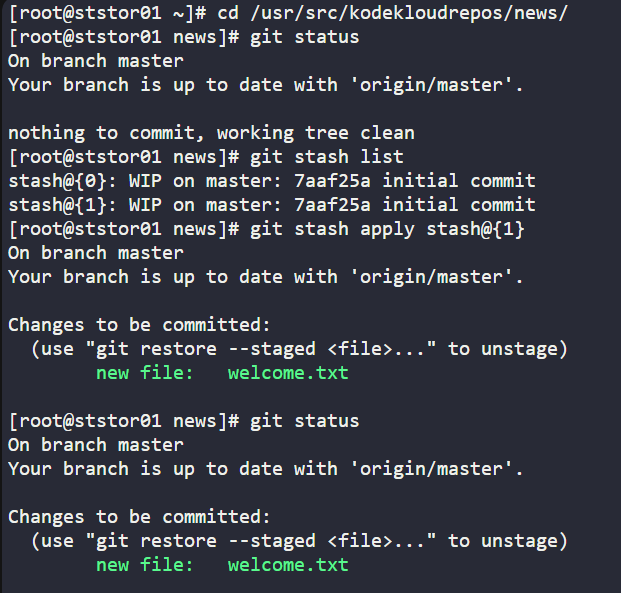 [root@ststor01 ~]# cd /usr/src/kodekloudrepos/news/
[root@ststor01 news]# git status
On branch master
Your branch is up to date with 'origin/master'.

nothing to commit, working tree clean
[root@ststor01 news]# git stash list
stash@{0}: WIP on master: 7aaf25a initial commit
stash@{1}: WIP on master: 7aaf25a initial commit
[root@ststor01 news]# git stash apply stash@{1}
On branch master
Your branch is up to date with 'origin/master'.

Changes to be committed:
  (use "git restore --staged <file>..." to unstage)
        new file:   welcome.txt

[root@ststor01 news]# git status
On branch master
Your branch is up to date with 'origin/master'.

Changes to be committed:
  (use "git restore --staged <file>..." to unstage)
        new file:   welcome.txt